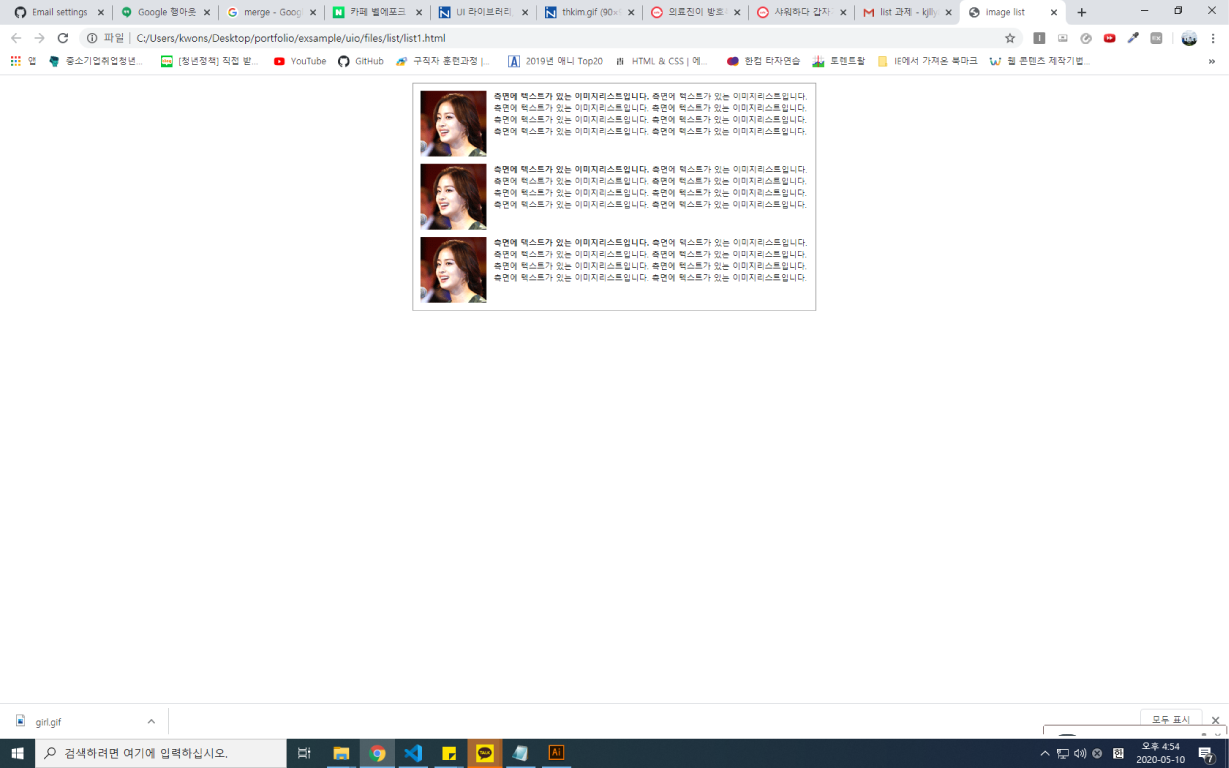 Email settings
Google 행아웃
merge - Goog
카페 벨에포크
UI 라이브러리,
thkim.gif (90×
의료진이 방호
샤워하다 갑자
list 과제 - kjlly
image list
파일
C:/Users/kwons/Desktop/portfolio/exsample/uio/files/list/list1.html
앱
중소기업취업청년...
[청년정책] 직접 받...
YouTube
GitHub
구직자 훈련과정 |...
2019년 애니 Top20
HTML & CSS | 에...
한컴 타자연습
토렌트왈
IE에서 가져온 북마크
웹 콘텐츠 제작기법...
»
측면에 텍스트가 있는 이미지리스트입니다. 측면에 텍스트가 있는 이미지리스트입니다.
측면에 텍스트가 있는 이미지리스트입니다. 측면에 텍스트가 있는 이미지리스트입니다.
측면에 텍스트가 있는 이미지리스트입니다. 측면에 텍스트가 있는 이미지리스트입니다.
측면에 텍스트가 있는 이미지리스트입니다. 측면에 텍스트가 있는 이미지리스트입니다.
측면에 텍스트가 있는 이미지리스트입니다. 측면에 텍스트가 있는 이미지리스트입니다.
측면에 텍스트가 있는 이미지리스트입니다. 측면에 텍스트가 있는 이미지리스트입니다.
측면에 텍스트가 있는 이미지리스트입니다. 측면에 텍스트가 있는 이미지리스트입니다.
측면에 텍스트가 있는 이미지리스트입니다. 측면에 텍스트가 있는 이미지리스트입니다.
측면에 텍스트가 있는 이미지리스트입니다. 측면에 텍스트가 있는 이미지리스트입니다.
측면에 텍스트가 있는 이미지리스트입니다. 측면에 텍스트가 있는 이미지리스트입니다.
측면에 텍스트가 있는 이미지리스트입니다. 측면에 텍스트가 있는 이미지리스트입니다.
측면에 텍스트가 있는 이미지리스트입니다. 측면에 텍스트가 있는 이미지리스트입니다.
girl.gif
모두 표시
검색하려면 여기에 입력하십시오.
TALK
Ai
오후 4:54
2020-05-10
7